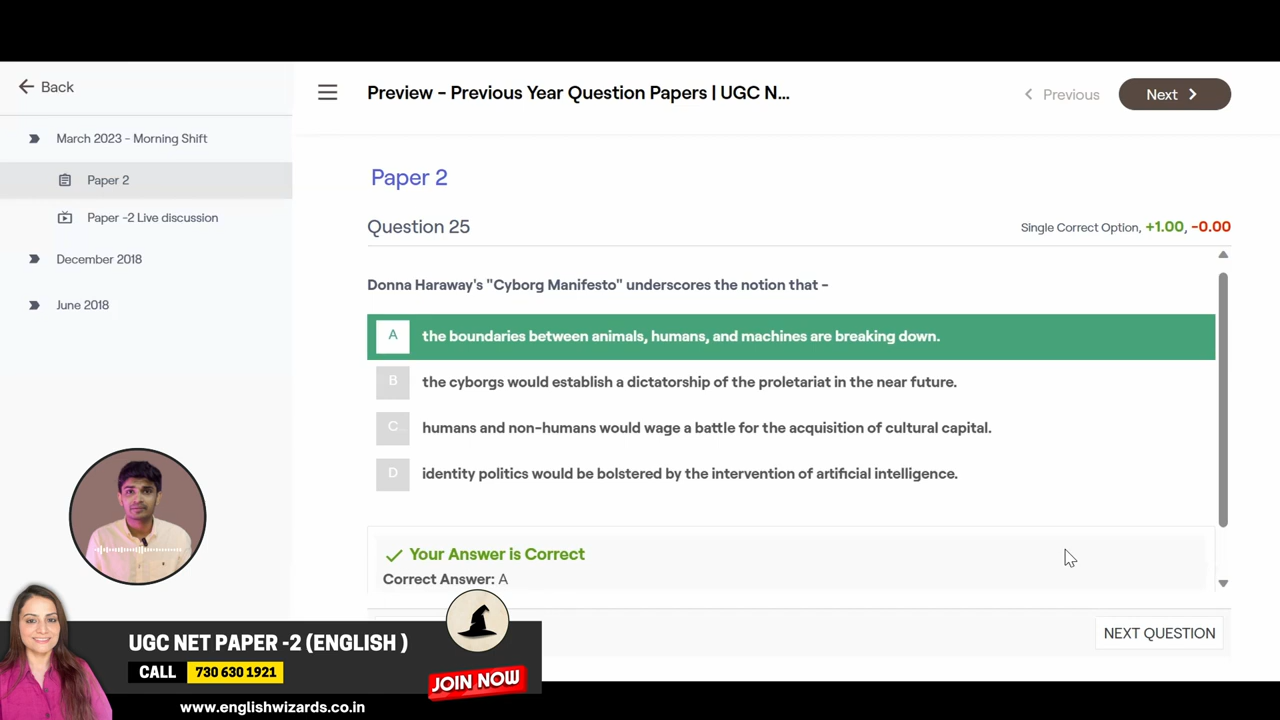 Back
Preview - Previous Year Question Papers | UGC N...
Previous
Next
March 2023 - Morning Shift
Paper 2
Paper -2 Live discussion
December 2018
June 2018
Paper 2
Question 25
Single Correct Option, +1.00, -0.00
Donna Haraway's "Cyborg Manifesto" underscores the notion that -
A the boundaries between animals, humans, and machines are breaking down.
B the cyborgs would establish a dictatorship of the proletariat in the near future.
C humans and non-humans would wage a battle for the acquisition of cultural capital.
D identity politics would be bolstered by the intervention of artificial intelligence.
Your Answer is Correct
Correct Answer: A
NEXT QUESTION
UGC NET PAPER -2 (ENGLISH )
CALL 730 630 1921
JOIN NOW
www.englishwizards.co.in